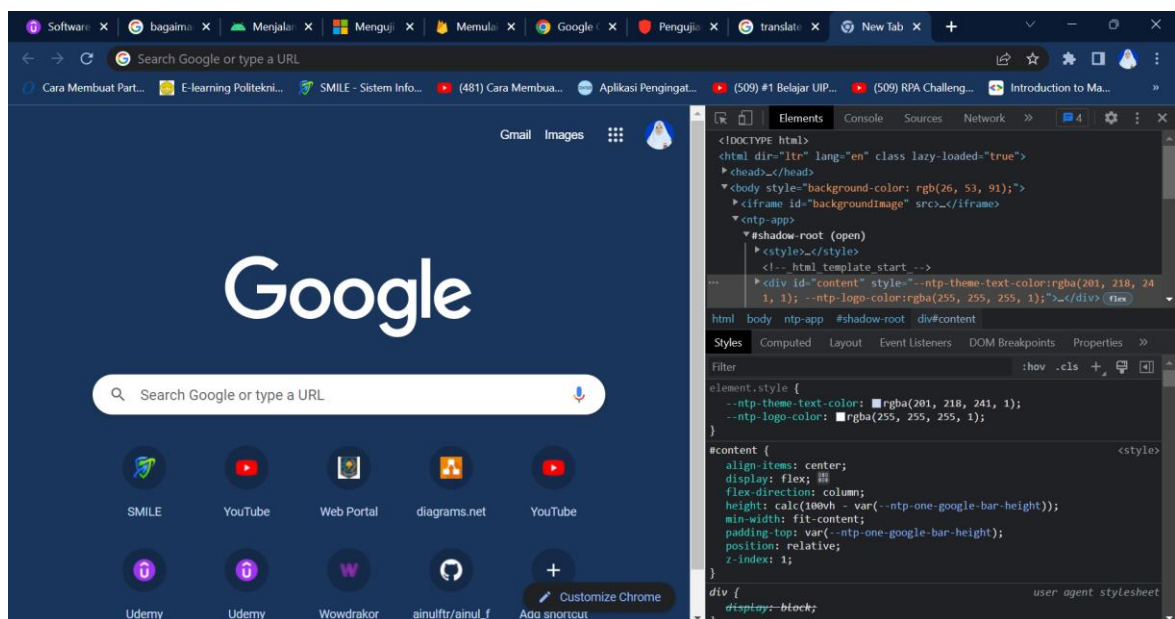 Software
bagaima
Menjalan
Menguji
Memulai
Google C
Pengujia
translate
New Tab
Search Google or type a URL
Cara Membuat Part...
E-learning Politekni...
SMILE - Sistem Info...
(481) Cara Membua...
Aplikasi Pengingat...
(509) #1 Belajar UIP...
(509) RPA Challeng...
Introduction to Ma...
»
Gmail Images
Google
Search Google or type a URL
SMILE YouTube Web Portal diagrams.net YouTube
Udemy Udemy Wowdrakor ainulftr/ainul_f Add shortcut
Customize Chrome
Elements Console Sources Network » 4
<!DOCTYPE html>
<html dir="ltr" lang="en" class lazy-loaded="true">
<head>…</head>
<body style="background-color: rgb(26, 53, 91);">
<iframe id="backgroundImage" src>…</iframe>
<ntp-app>
#shadow-root (open)
<style>…</style>
<!--_html_template_start_-->
… <div id="content" style="--ntp-theme-text-color:rgba(201, 218, 24
1, 1); --ntp-logo-color:rgba(255, 255, 255, 1);">…</div> flex
html body ntp-app #shadow-root div#content
Styles Computed Layout Event Listeners DOM Breakpoints Properties »
Filter :hov .cls +
element.style {
--ntp-theme-text-color: rgba(201, 218, 241, 1);
--ntp-logo-color: rgba(255, 255, 255, 1);
}
#content { <style>
align-items: center;
display: flex;
flex-direction: column;
height: calc(100vh - var(--ntp-one-google-bar-height));
min-width: fit-content;
padding-top: var(--ntp-one-google-bar-height);
position: relative;
z-index: 1;
}
div { user agent stylesheet
display: block;